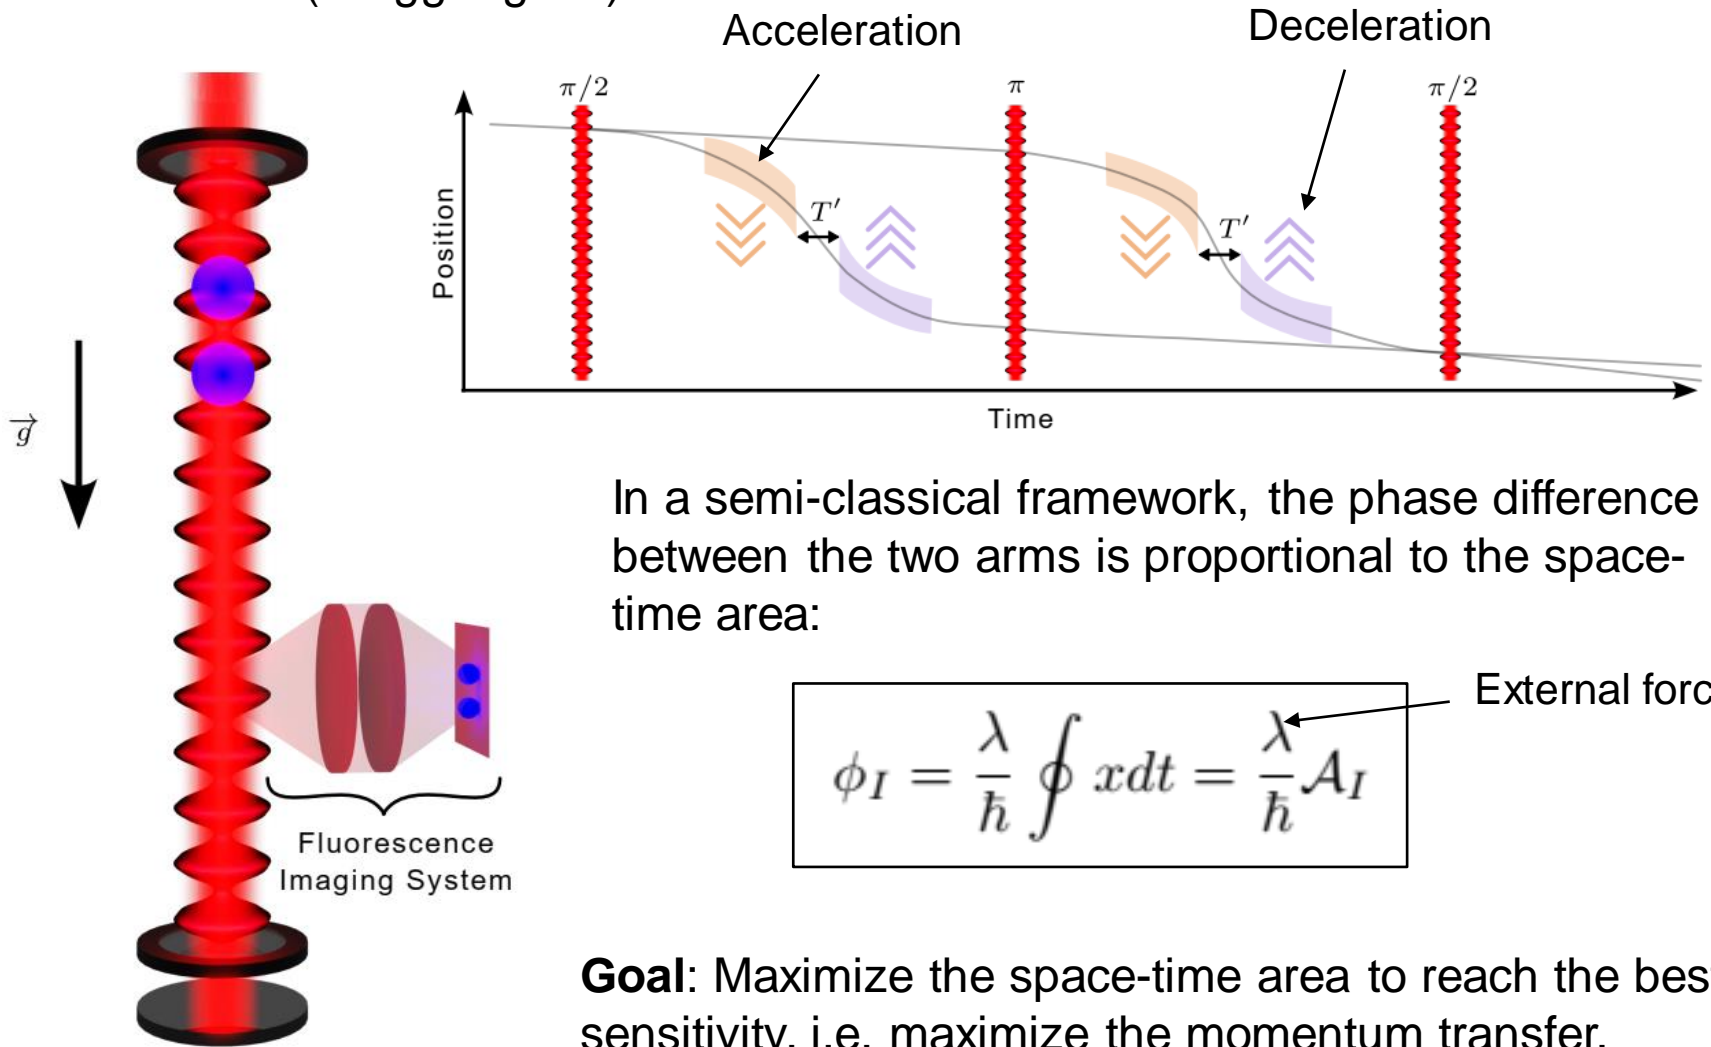 Acceleration
Deceleration
π/2
π
π/2
Position
T′
T′
Time
g⃗
In a semi-classical framework, the phase difference
between the two arms is proportional to the space-
time area:
External forc
ϕ_I = λ/ħ ∮ xdt = λ/ħ 𝒜_I
Fluorescence
Imaging System
Goal: Maximize the space-time area to reach the bes
sensitivity, i.e. maximize the momentum transfer.